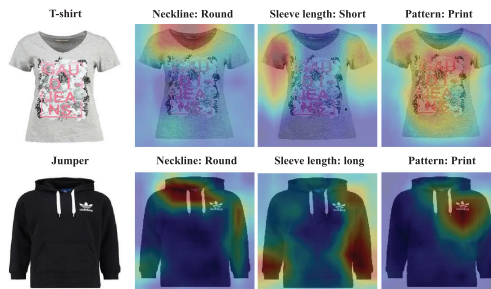 T-shirt
Neckline: Round
Sleeve length: Short
Pattern: Print
Jumper
Neckline: Round
Sleeve length: long
Pattern: Print